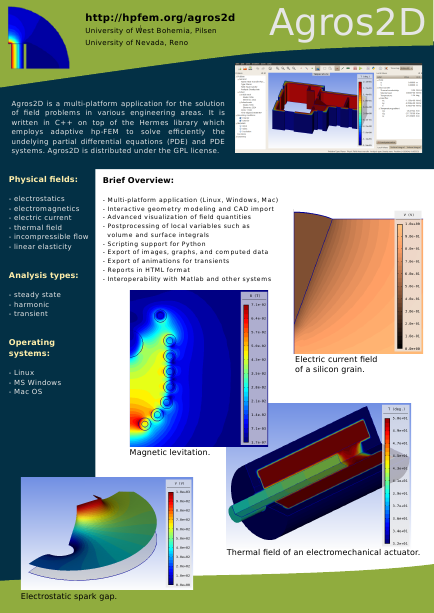 http://hpfem.org/agros2d
University of West Bohemia, Pilsen
University of Nevada, Reno
Agros2D
Agros2D is a multi-platform application for the solution
of field problems in various engineering areas. It is
written in C++ on top of the Hermes library which
employs adaptive hp-FEM to solve efficiently the
undelying partial differential equations (PDE) and PDE
systems. Agros2D is distributed under the GPL license.
Physical fields:
- electrostatics
- electromagnetics
- electric current
- thermal field
- incompressible flow
- linear elasticity
Analysis types:
- steady state
- harmonic
- transient
Operating
systems:
- Linux
- MS Windows
- Mac OS
Brief Overview:
- Multi-platform application (Linux, Windows, Mac)
- Interactive geometry modeling and CAD import
- Advanced visualization of field quantities
- Postprocessing of local variables such as
volume and surface integrals
- Scripting support for Python
- Export of images, graphs, and computed data
- Export of animations for transients
- Reports in HTML format
- Interoperability with Matlab and other systems
Electric current field
of a silicon grain.
Magnetic levitation.
Thermal field of an electromechanical actuator.
Electrostatic spark gap.